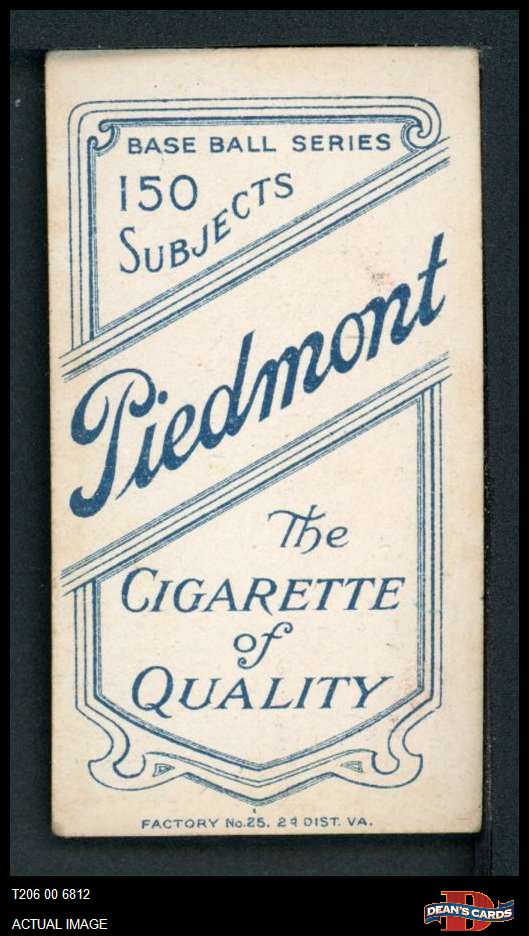 BASE BALL SERIES
150
SUBJECTS
Piedmont
The
CIGARETTE
of
QUALITY
FACTORY No.25, 2d DIST. VA.
T206 00 6812
ACTUAL IMAGE
D
DEAN'S CARDS